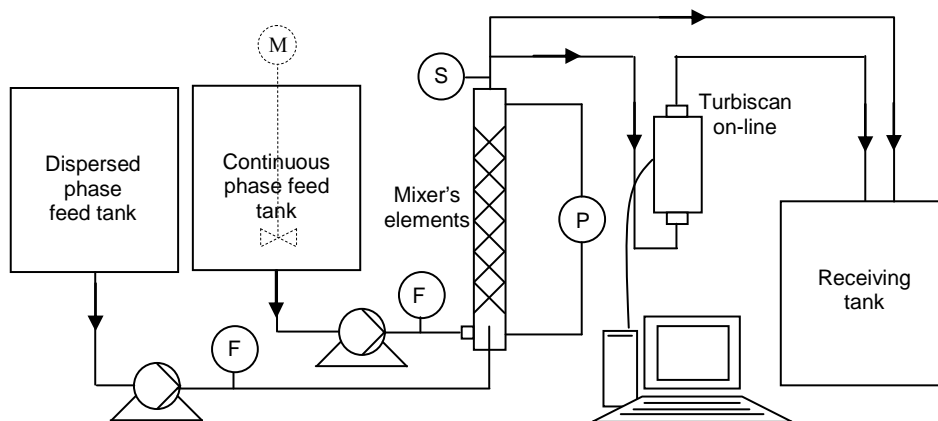 M
S
Dispersed
phase
feed tank
Continuous
phase feed
tank
Mixer's
elements
P
Turbiscan
on-line
F
F
Receiving
tank